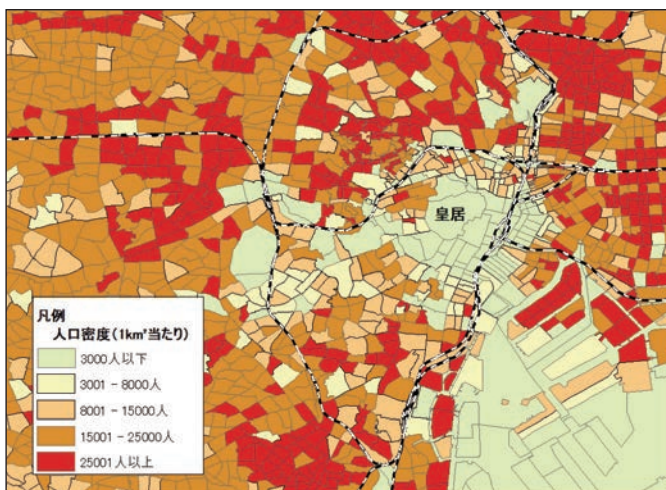 皇居
凡例
人口密度(1km²当たり)
3000人以下
3001 - 8000人
8001 - 15000人
15001 - 25000人
25001人以上